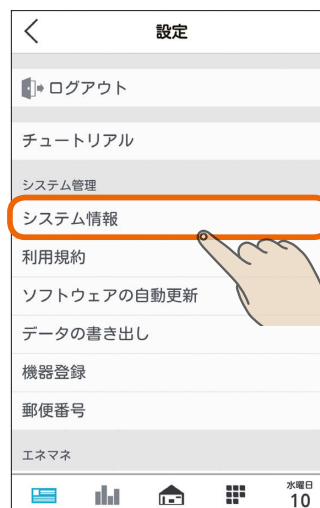 設定
ログアウト
チュートリアル
システム管理
システム情報
利用規約
ソフトウェアの自動更新
データの書き出し
機器登録
郵便番号
エネマネ
水曜日
10